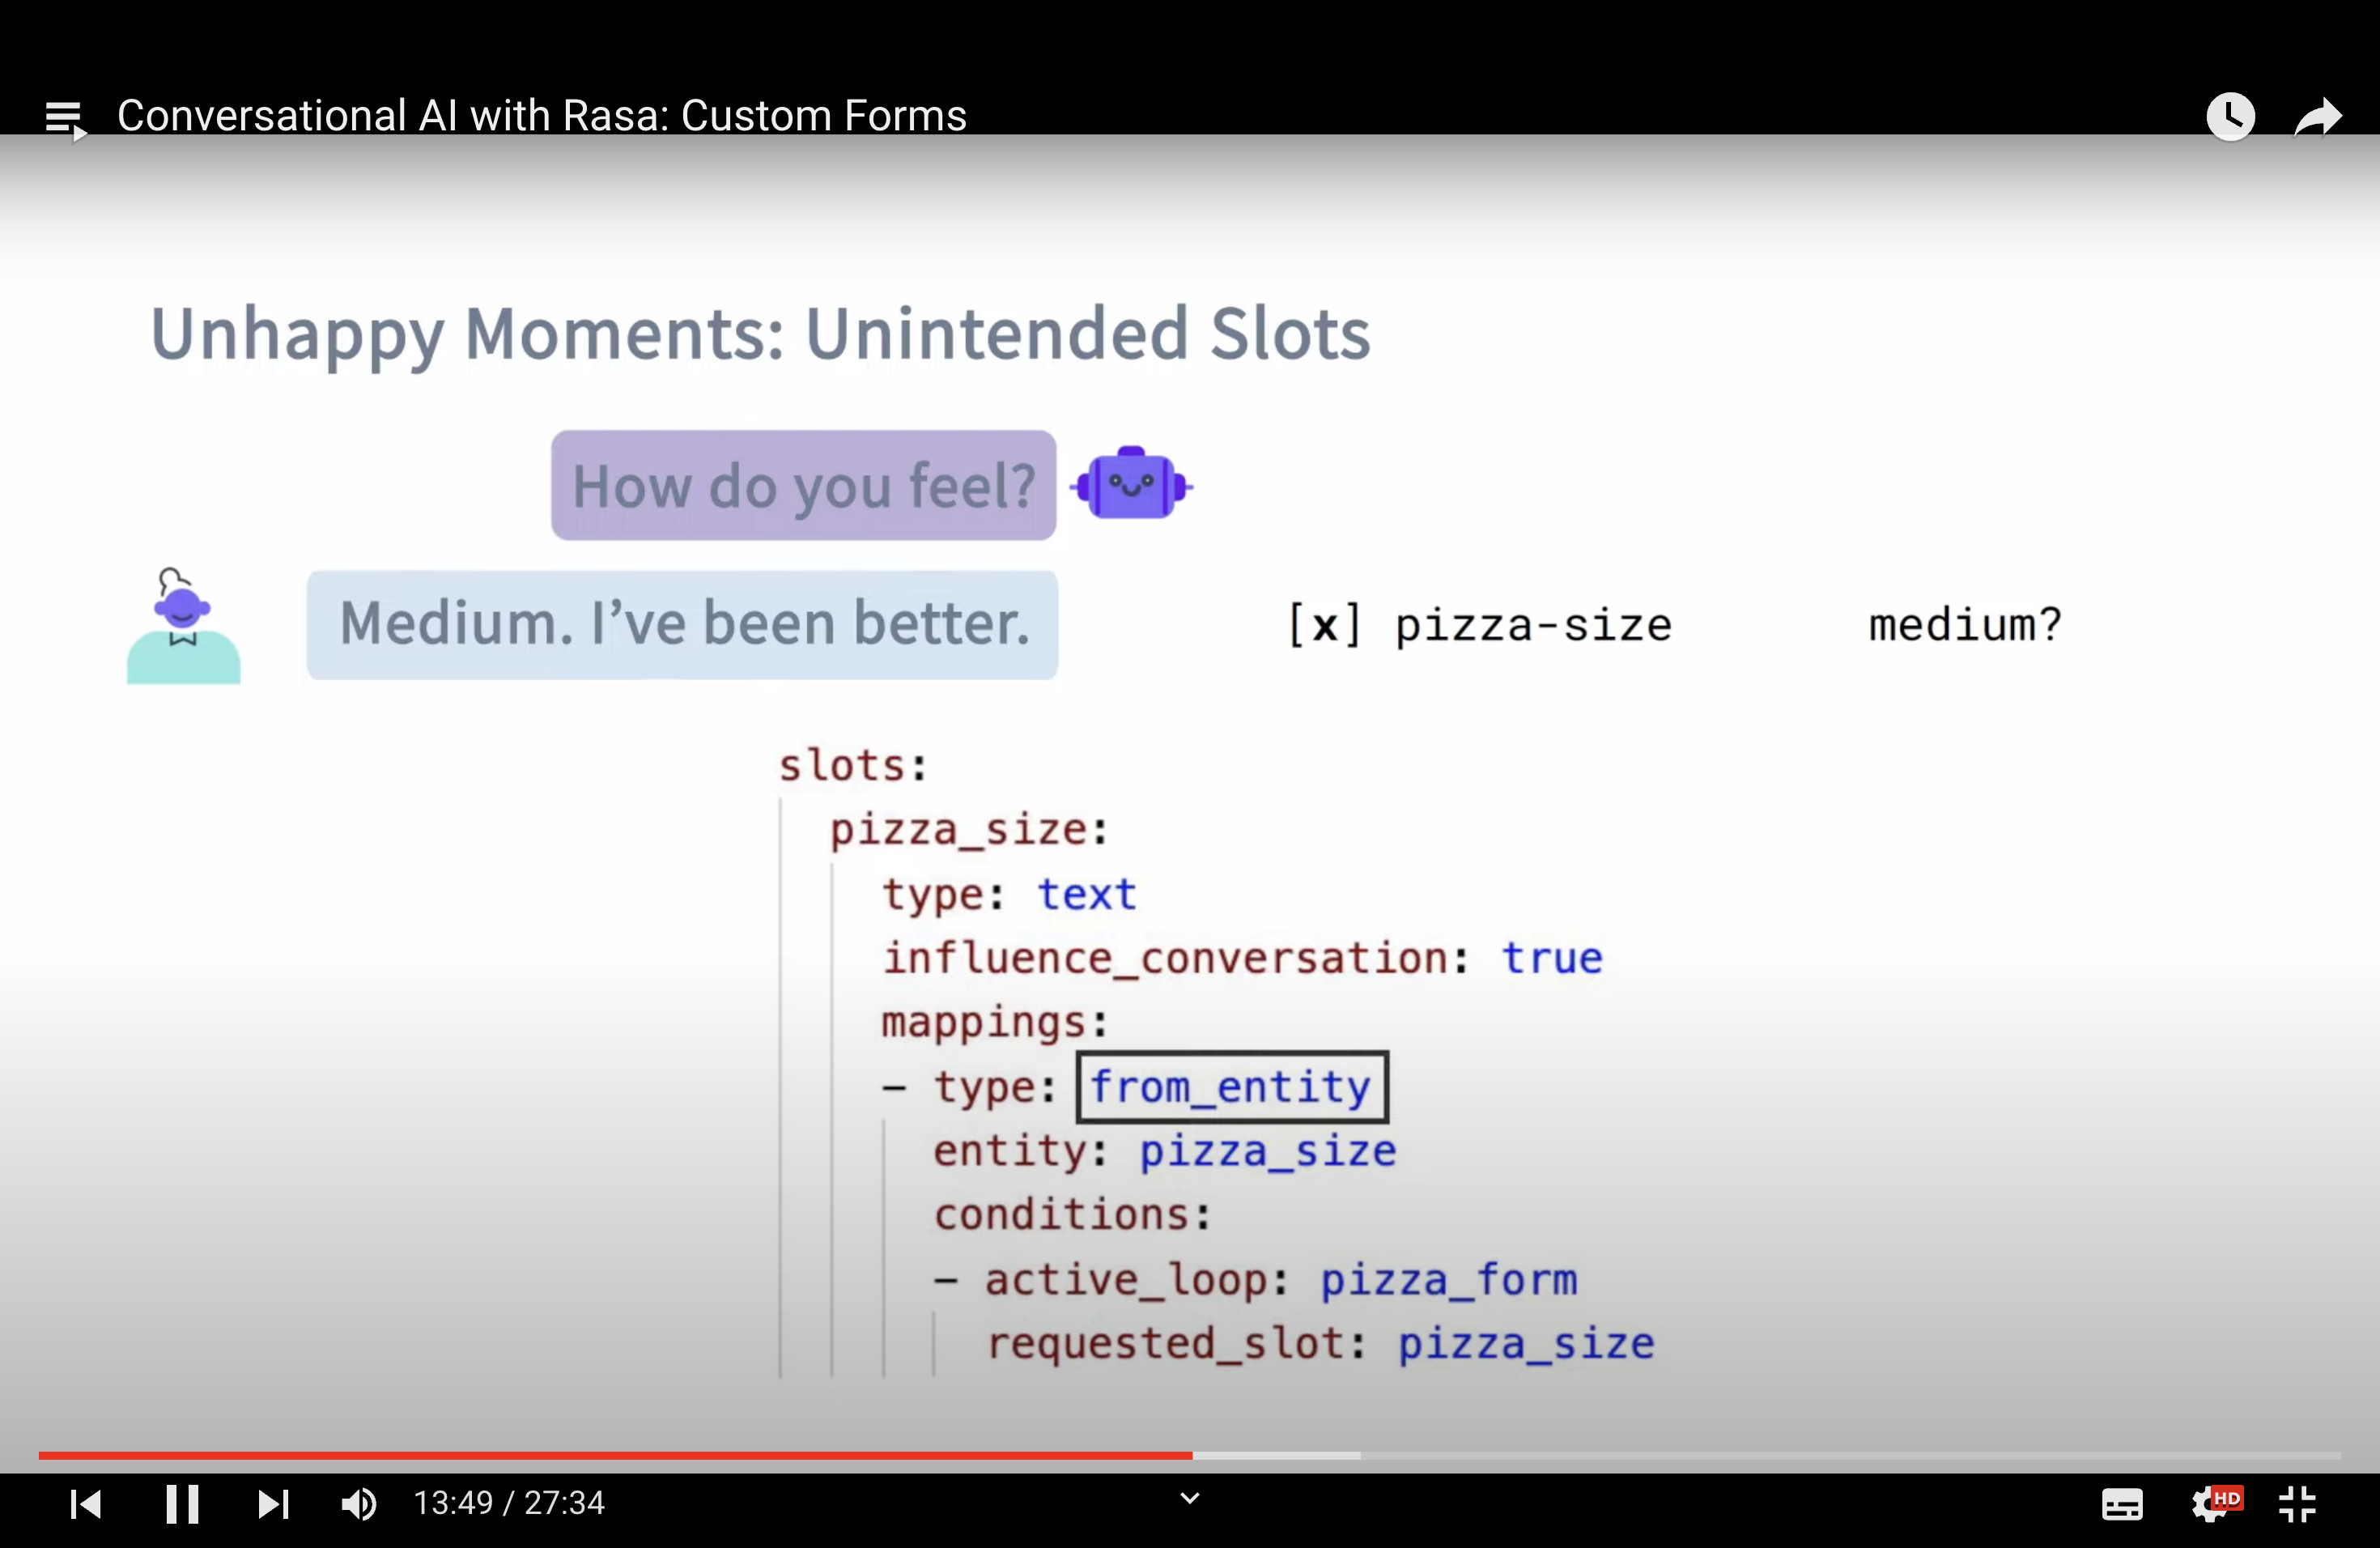 Conversational AI with Rasa: Custom Forms
Unhappy Moments: Unintended Slots
How do you feel?
Medium. I've been better.
[x] pizza-size medium?
slots:
pizza_size:
type: text
influence_conversation: true
mappings:
- type: from_entity
entity: pizza_size
conditions:
- active_loop: pizza_form
requested_slot: pizza_size
13:49 / 27:34
HD